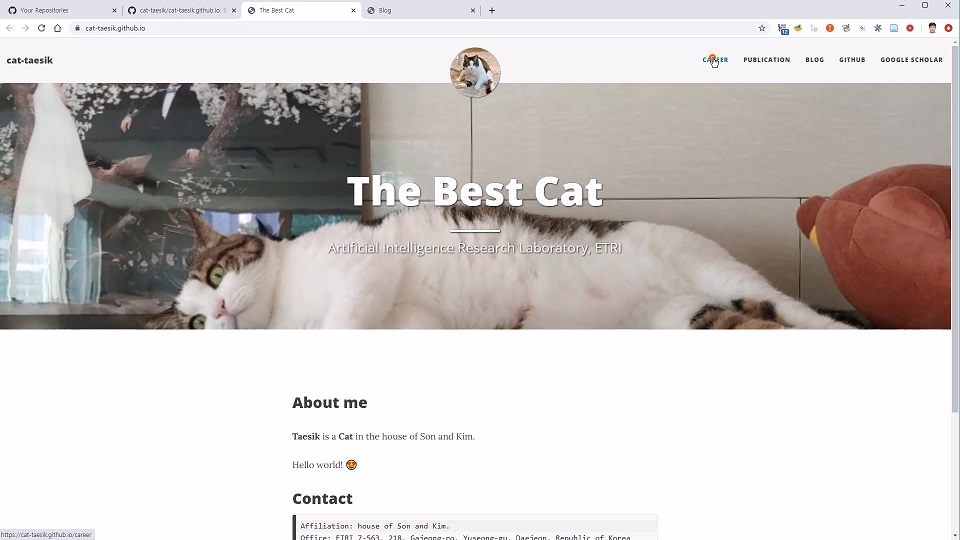 Your Repositories
cat-taesik/cat-taesik.github.io: B
The Best Cat
Blog
cat-taesik.github.io
12
cat-taesik
CAREER
PUBLICATION
BLOG
GITHUB
GOOGLE SCHOLAR
The Best Cat
Artificial Intelligence Research Laboratory, ETRI
About me
Taesik is a Cat in the house of Son and Kim.
Hello world!
Contact
Affiliation: house of Son and Kim.
Office: ETRI 7-563, 218, Gajeong-ro, Yuseong-gu, Daejeon, Republic of Korea
https://cat-taesik.github.io/career